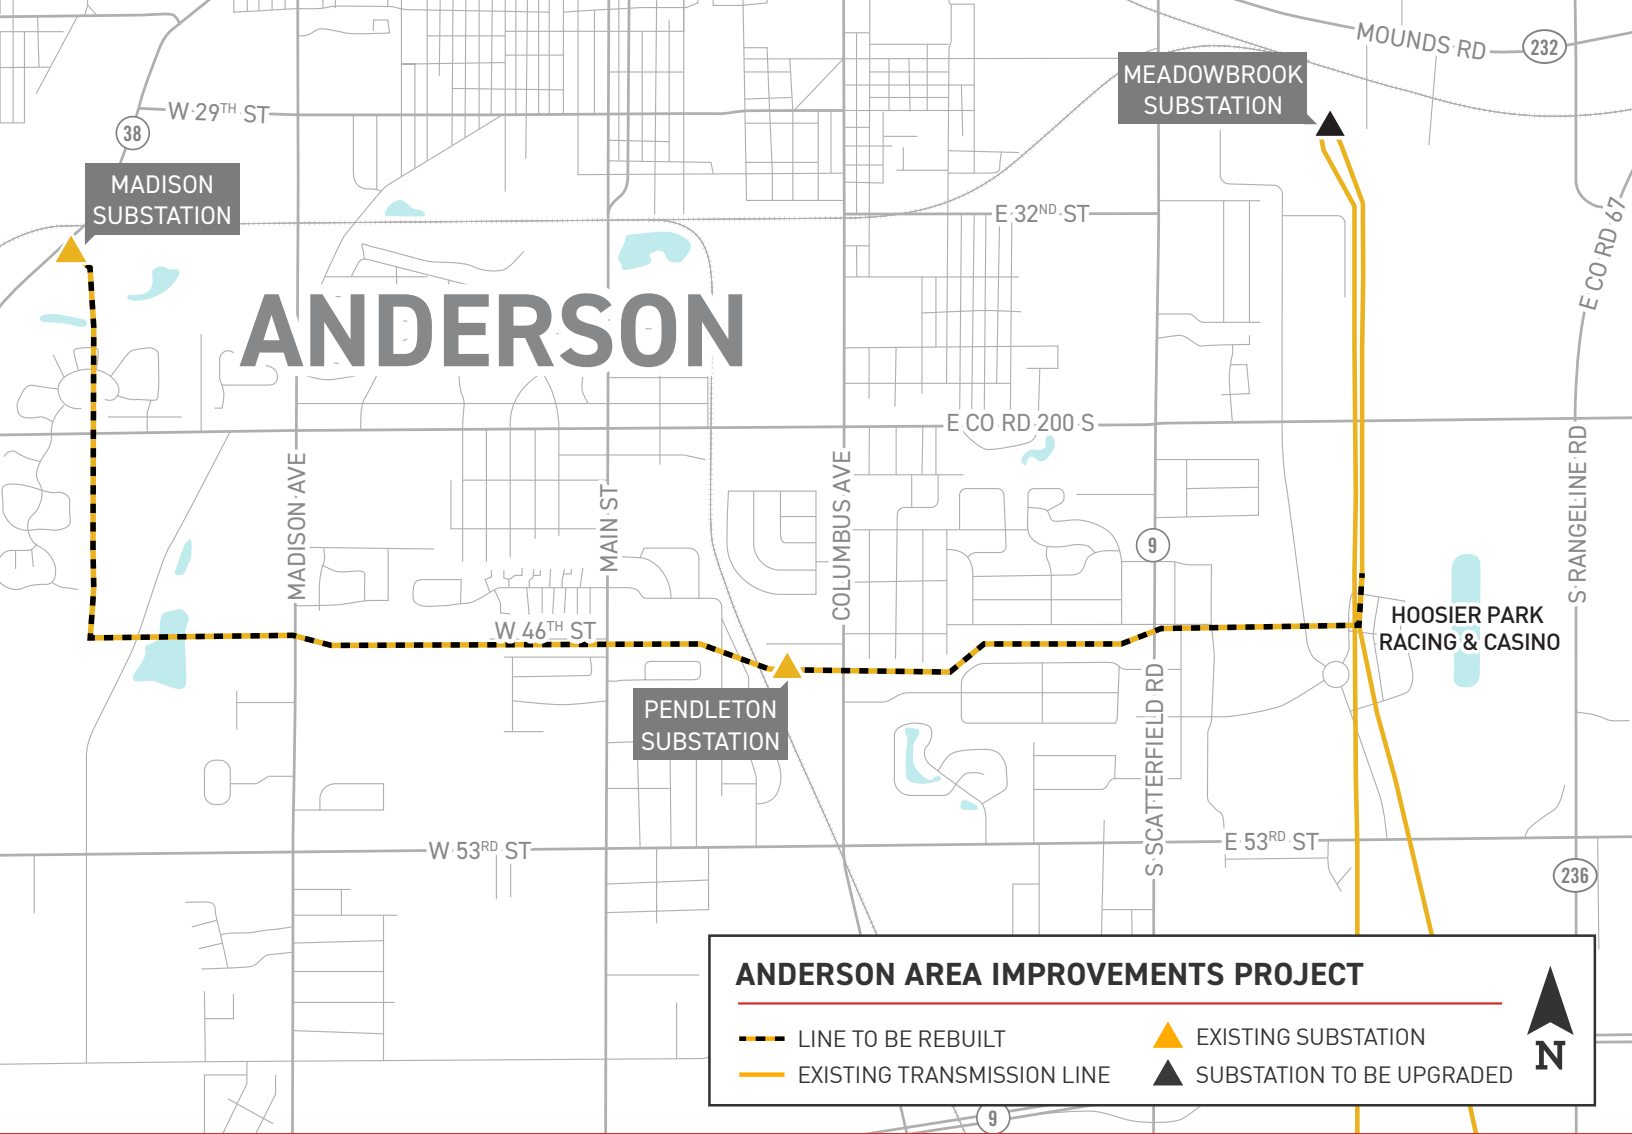 MOUNDS RD
232
MEADOWBROOK
SUBSTATION
W 29TH ST
38
MADISON
SUBSTATION
E 32ND ST
E CO RD 67
ANDERSON
E CO RD 200 S
MADISON AVE
MAIN ST
COLUMBUS AVE
9
S RANGELINE RD
HOOSIER PARK
RACING & CASINO
W 46TH ST
PENDLETON
SUBSTATION
S SCATTERFIELD RD
W 53RD ST
E 53RD ST
236
ANDERSON AREA IMPROVEMENTS PROJECT
LINE TO BE REBUILT
EXISTING SUBSTATION
EXISTING TRANSMISSION LINE
SUBSTATION TO BE UPGRADED
N
9